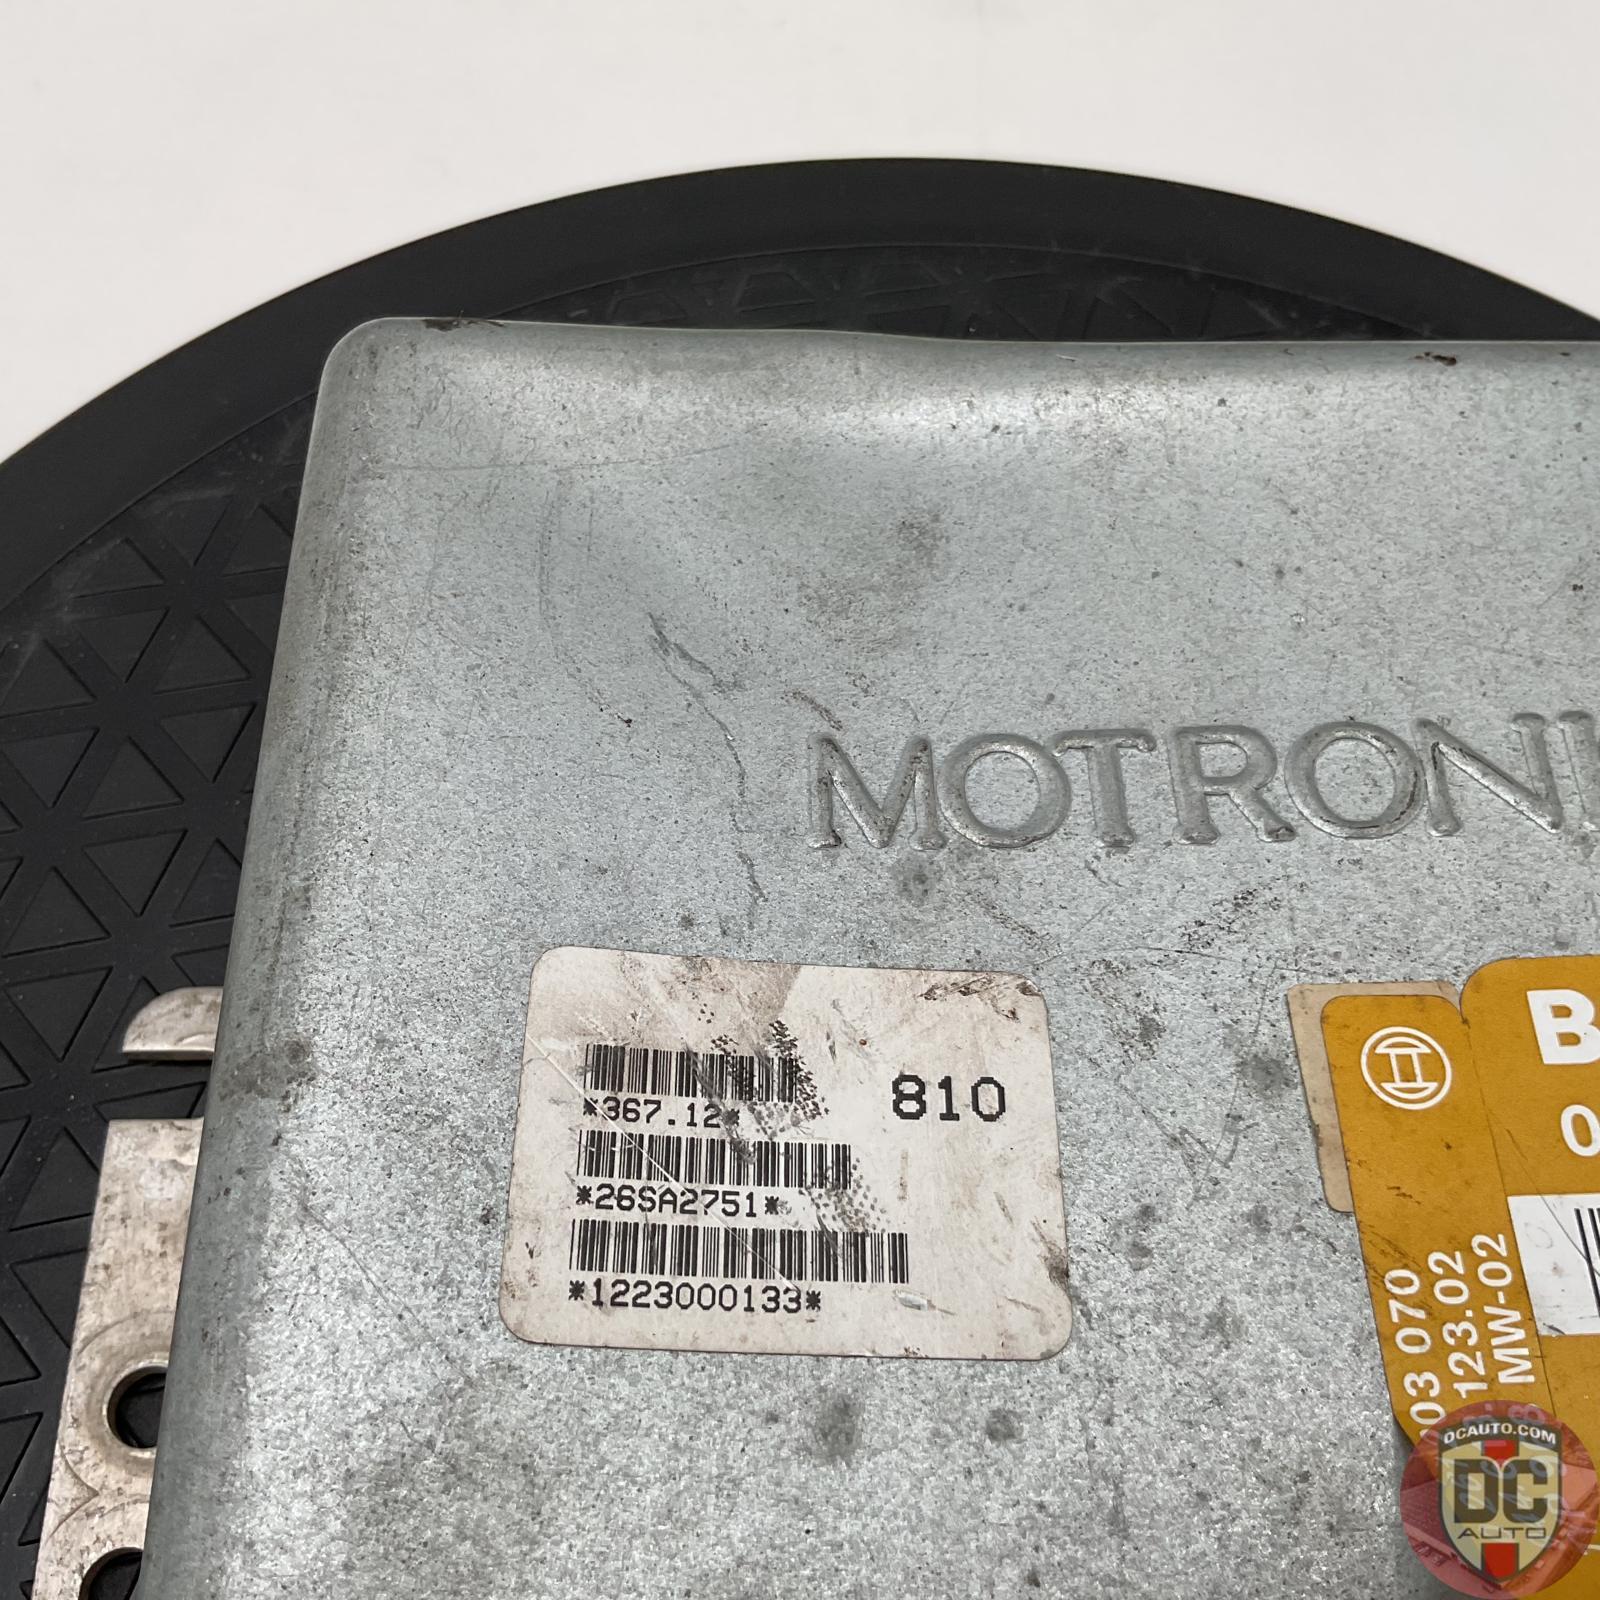 MOTRONI
810
*367.12*
*26SA2751*
*1223000133*
B
0
03 070
123.02
MW-02
DCAUTO.COM
DC
AUTO